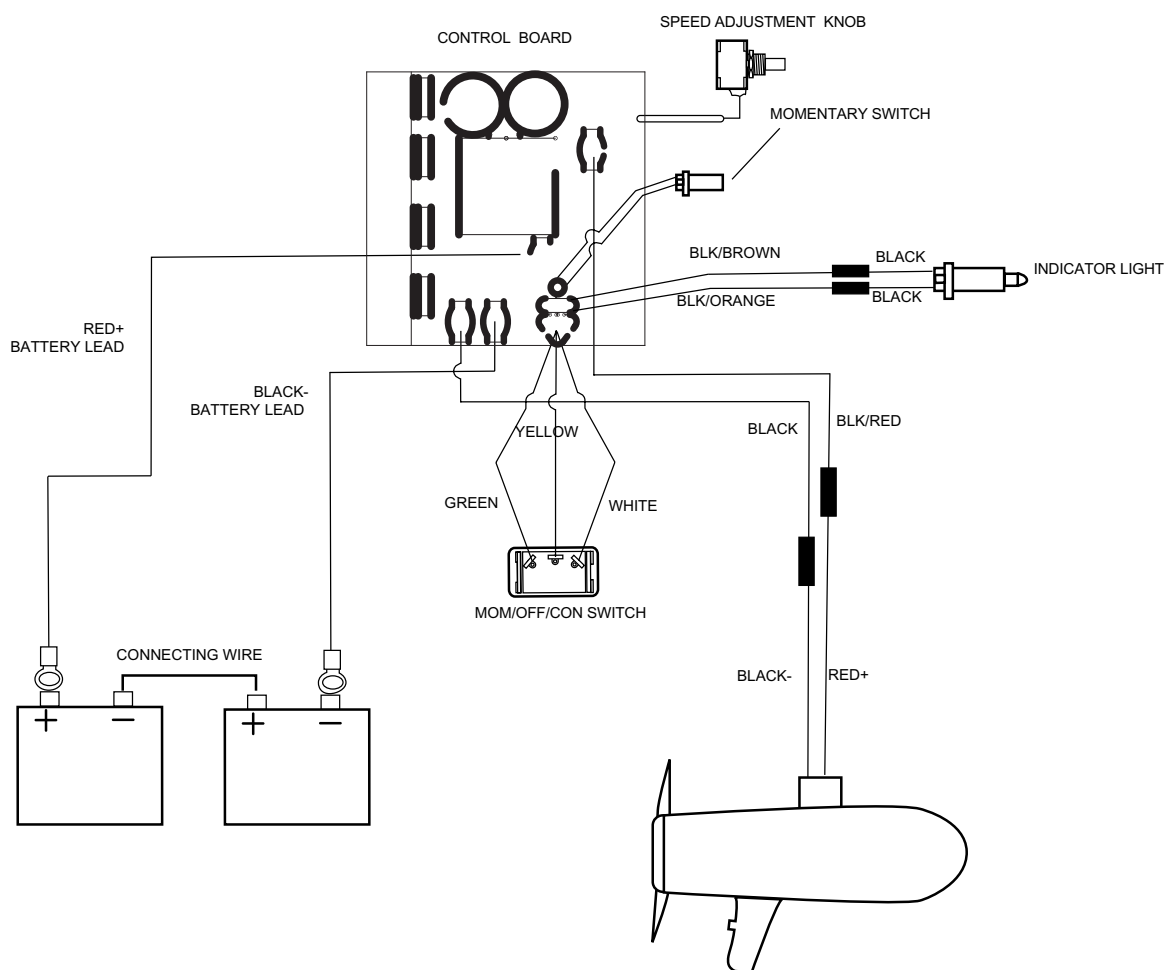 SPEED ADJUSTMENT KNOB
CONTROL BOARD
MOMENTARY SWITCH
BLK/BROWN
BLACK
INDICATOR LIGHT
BLK/ORANGE
BLACK
RED+
BATTERY LEAD
BLACK-
BATTERY LEAD
YELLOW
BLACK
BLK/RED
GREEN
WHITE
MOM/OFF/CON SWITCH
CONNECTING WIRE
BLACK-
RED+
+
−
+
−